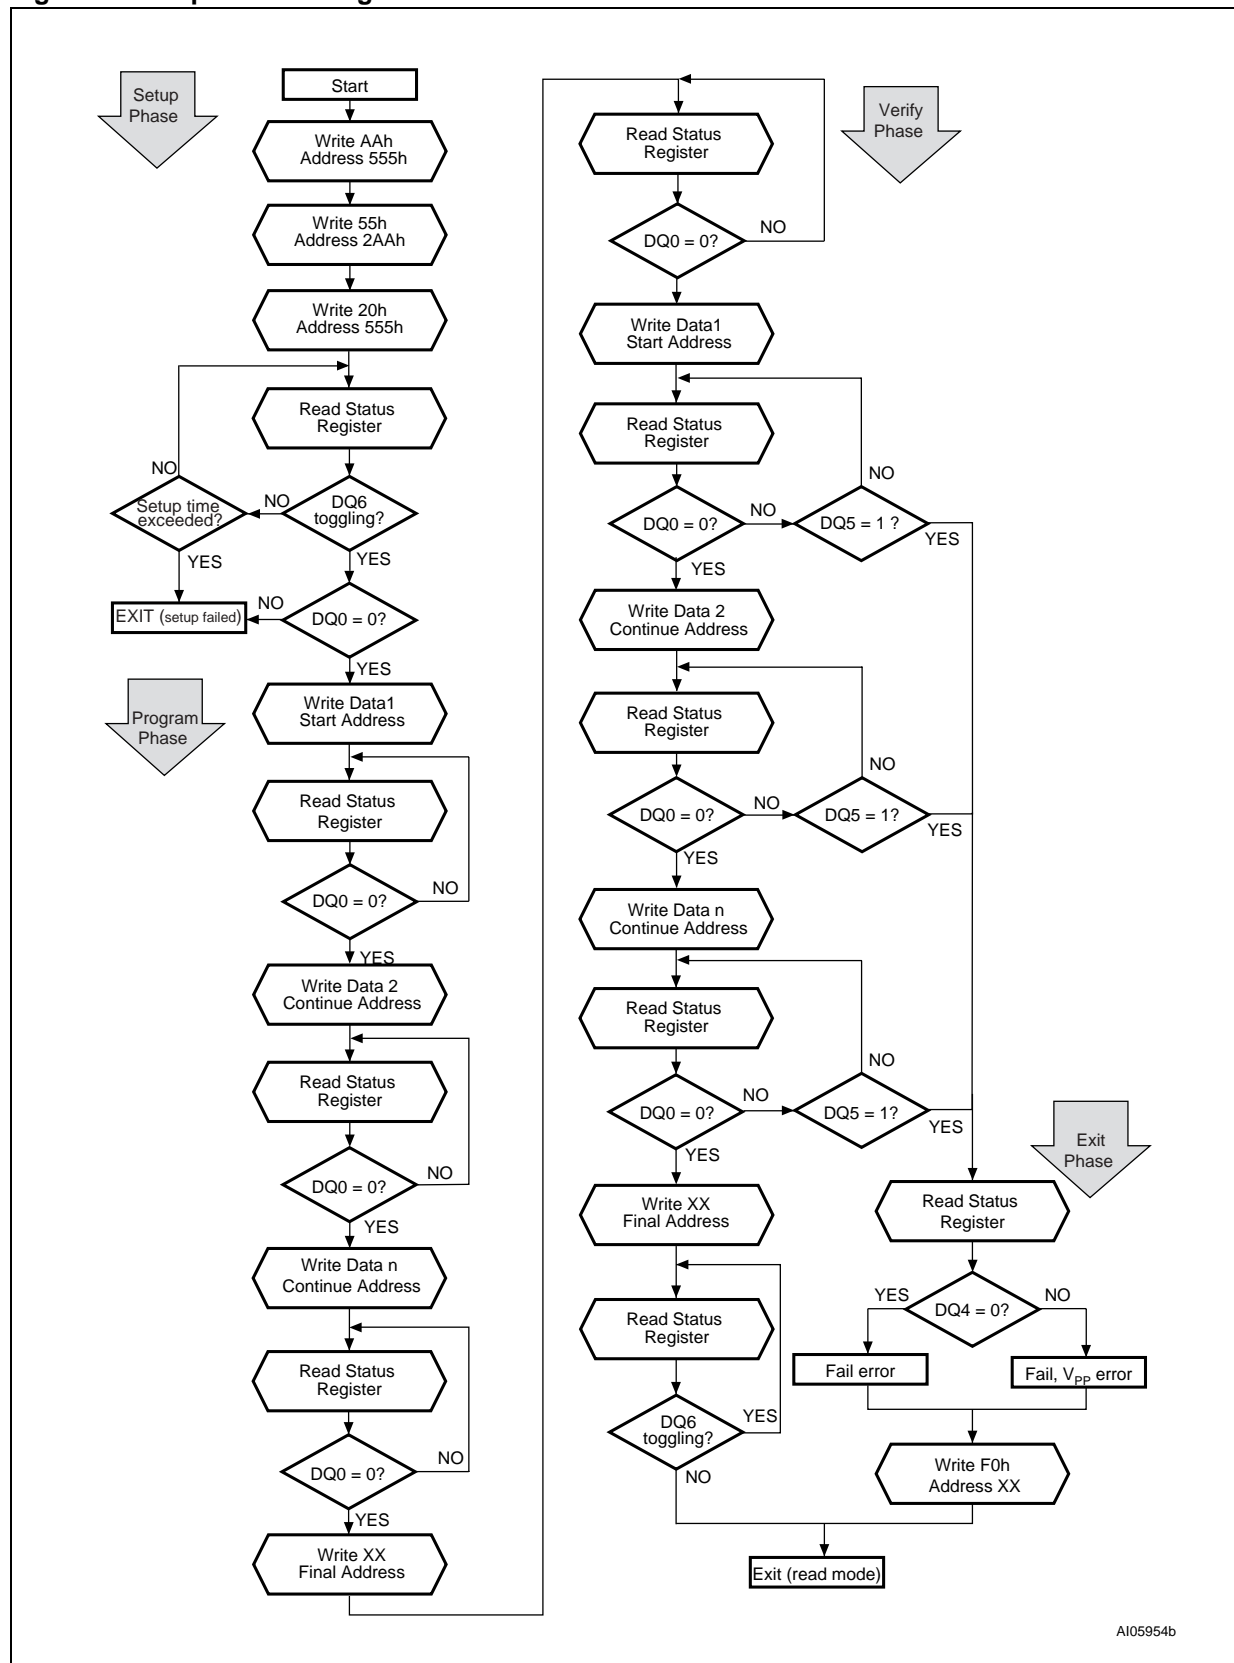 Setup
Phase
Start
Write AAh
Address 555h
Write 55h
Address 2AAh
Write 20h
Address 555h
Read Status
Register
NO
Setup time
exceeded?
NO
DQ6
toggling?
YES
YES
EXIT (setup failed)
NO
DQ0 = 0?
YES
Program
Phase
Write Data1
Start Address
Read Status
Register
DQ0 = 0?
NO
YES
Write Data 2
Continue Address
Read Status
Register
DQ0 = 0?
NO
YES
Write Data n
Continue Address
Read Status
Register
DQ0 = 0?
NO
YES
Write XX
Final Address
Verify
Phase
Read Status
Register
DQ0 = 0?
NO
Write Data1
Start Address
Read Status
Register
NO
DQ0 = 0?
NO
DQ5 = 1 ?
YES
YES
Write Data 2
Continue Address
Read Status
Register
NO
DQ0 = 0?
NO
DQ5 = 1?
YES
YES
Write Data n
Continue Address
Read Status
Register
NO
DQ0 = 0?
NO
DQ5 = 1?
YES
YES
Write XX
Final Address
Read Status
Register
DQ6
toggling?
YES
NO
Exit
Phase
Read Status
Register
YES
DQ4 = 0?
NO
Fail error
Fail, VPP error
Write F0h
Address XX
Exit (read mode)
AI05954b